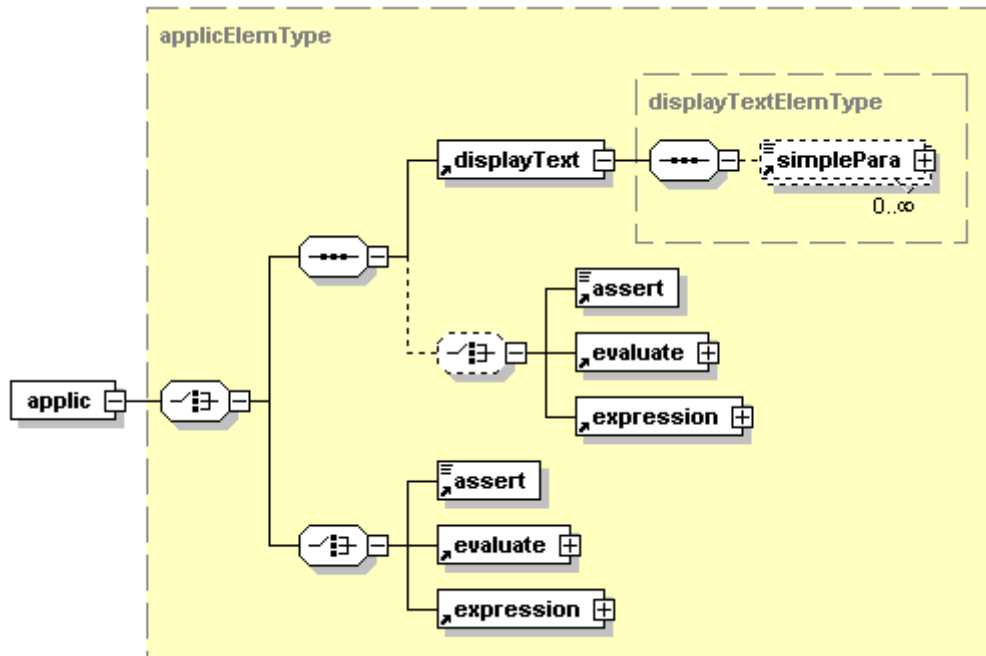 applicElemType
displayTextElemType
displayText
simplePara
0..∞
assert
evaluate
expression
applic
assert
evaluate
expression